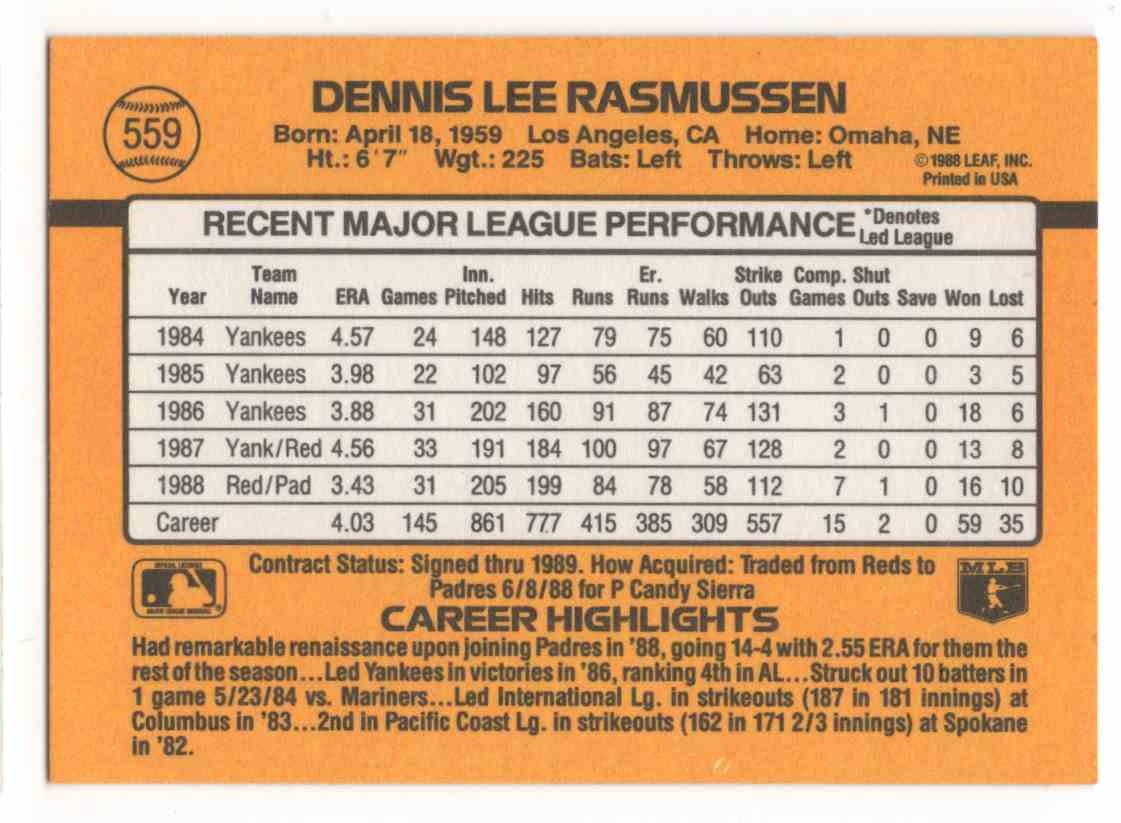 DENNIS LEE RASMUSSEN
559
Born: April 18, 1959 Los Angeles, CA Home: Omaha, NE
Ht.: 6'7" Wgt.: 225 Bats: Left Throws: Left
© 1988 LEAF, INC.
Printed in USA
RECENT MAJOR LEAGUE PERFORMANCE *Denotes Led League
Year Team Name ERA Games Inn. Pitched Hits Runs Er. Runs Walks Strike Outs Comp. Games Shut Outs Save Won Lost
1984 Yankees 4.57 24 148 127 79 75 60 110 1 0 0 9 6
1985 Yankees 3.98 22 102 97 56 45 42 63 2 0 0 3 5
1986 Yankees 3.88 31 202 160 91 87 74 131 3 1 0 18 6
1987 Yank/Red 4.56 33 191 184 100 97 67 128 2 0 0 13 8
1988 Red/Pad 3.43 31 205 199 84 78 58 112 7 1 0 16 10
Career 4.03 145 861 777 415 385 309 557 15 2 0 59 35
Contract Status: Signed thru 1989. How Acquired: Traded from Reds to
Padres 6/8/88 for P Candy Sierra
MLB
CAREER HIGHLIGHTS
Had remarkable renaissance upon joining Padres in '88, going 14-4 with 2.55 ERA for them the
rest of the season...Led Yankees in victories in '86, ranking 4th in AL...Struck out 10 batters in
1 game 5/23/84 vs. Mariners...Led International Lg. in strikeouts (187 in 181 innings) at
Columbus in '83...2nd in Pacific Coast Lg. in strikeouts (162 in 171 2/3 innings) at Spokane
in '82.